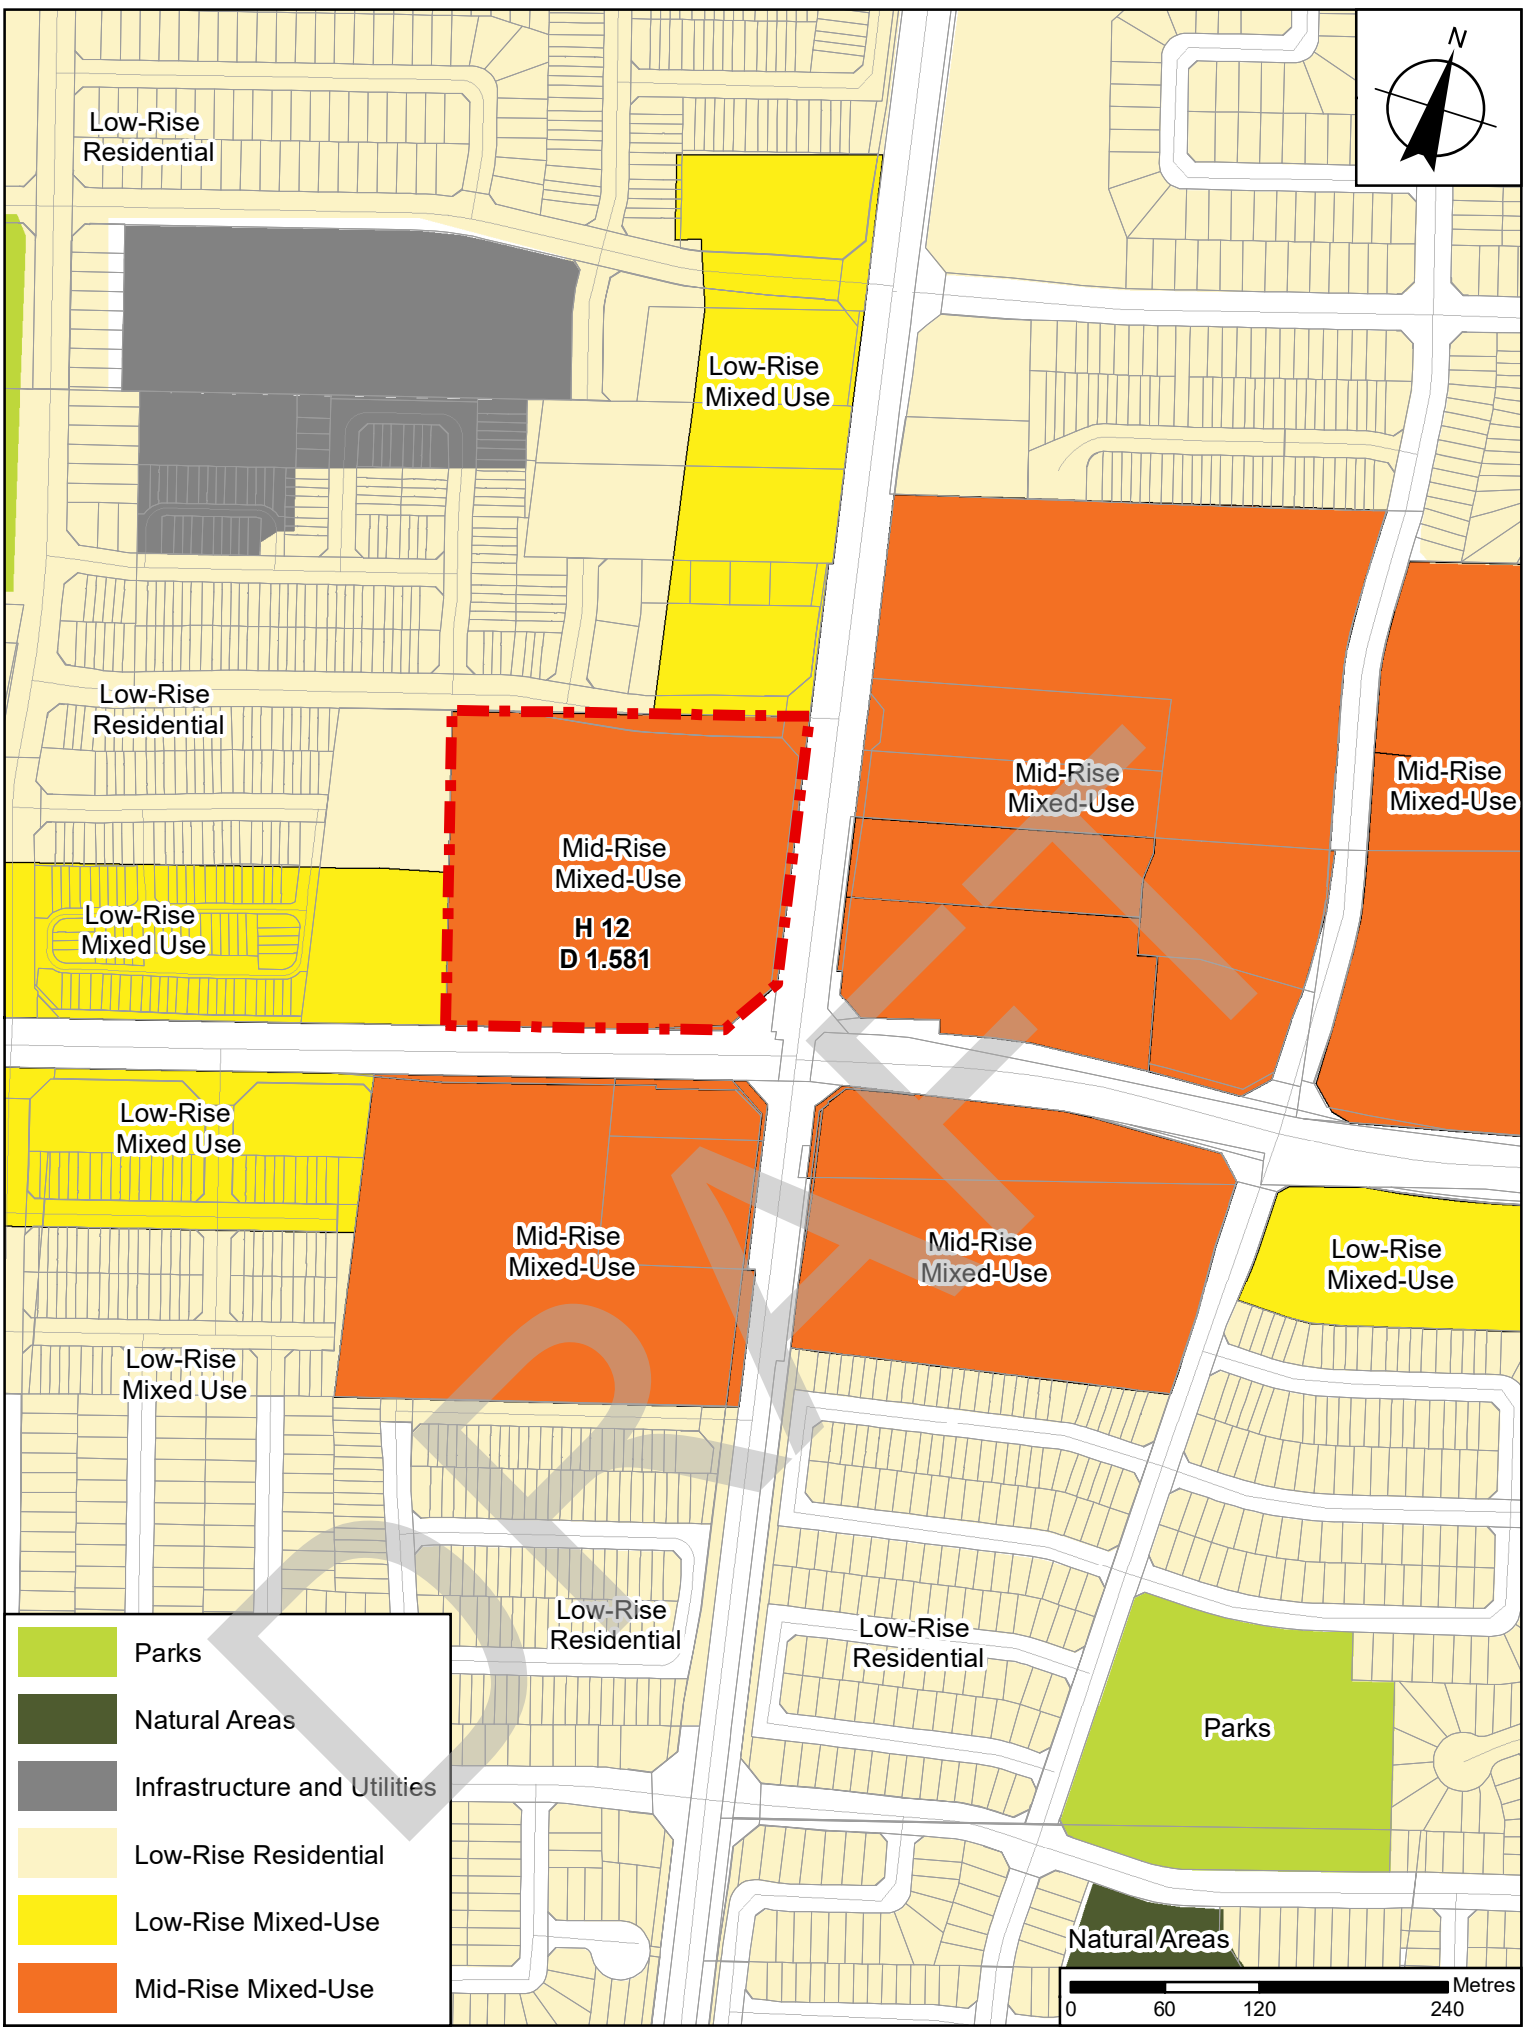 N
Low-Rise
Residential
Low-Rise
Mixed Use
Low-Rise
Residential
Mid-Rise
Mixed-Use
Mid-Rise
Mixed-Use
Mid-Rise
Mixed-Use
H 12
D 1.581
Low-Rise
Mixed Use
Low-Rise
Mixed Use
Mid-Rise
Mixed-Use
Mid-Rise
Mixed-Use
Low-Rise
Mixed-Use
Low-Rise
Mixed Use
Low-Rise
Residential
Low-Rise
Residential
Parks
Natural Areas
DRAFT
Parks
Natural Areas
Infrastructure and Utilities
Low-Rise Residential
Low-Rise Mixed-Use
Mid-Rise Mixed-Use
Metres
0 60 120 240